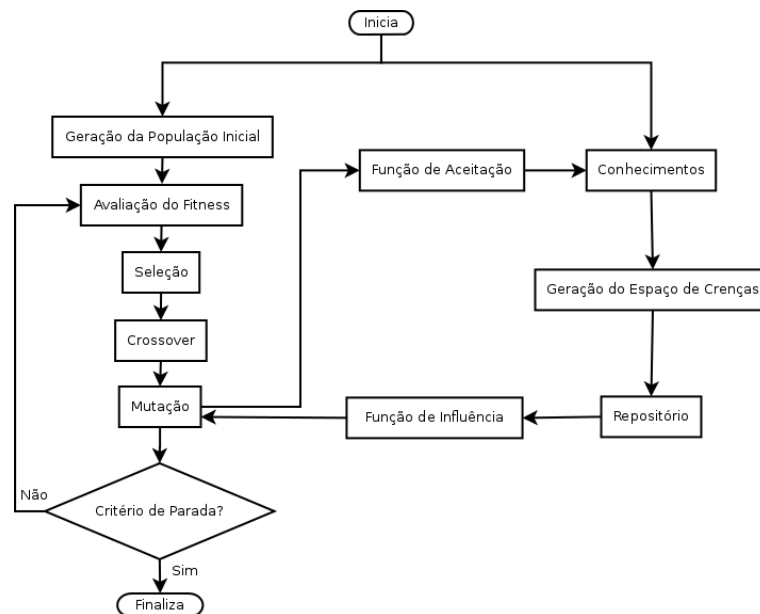 Inicia
Geração da População Inicial
Função de Aceitação
Conhecimentos
Avaliação do Fitness
Seleção
Geração do Espaço de Crenças
Crossover
Mutação
Função de Influência
Repositório
Não
Critério de Parada?
Sim
Finaliza